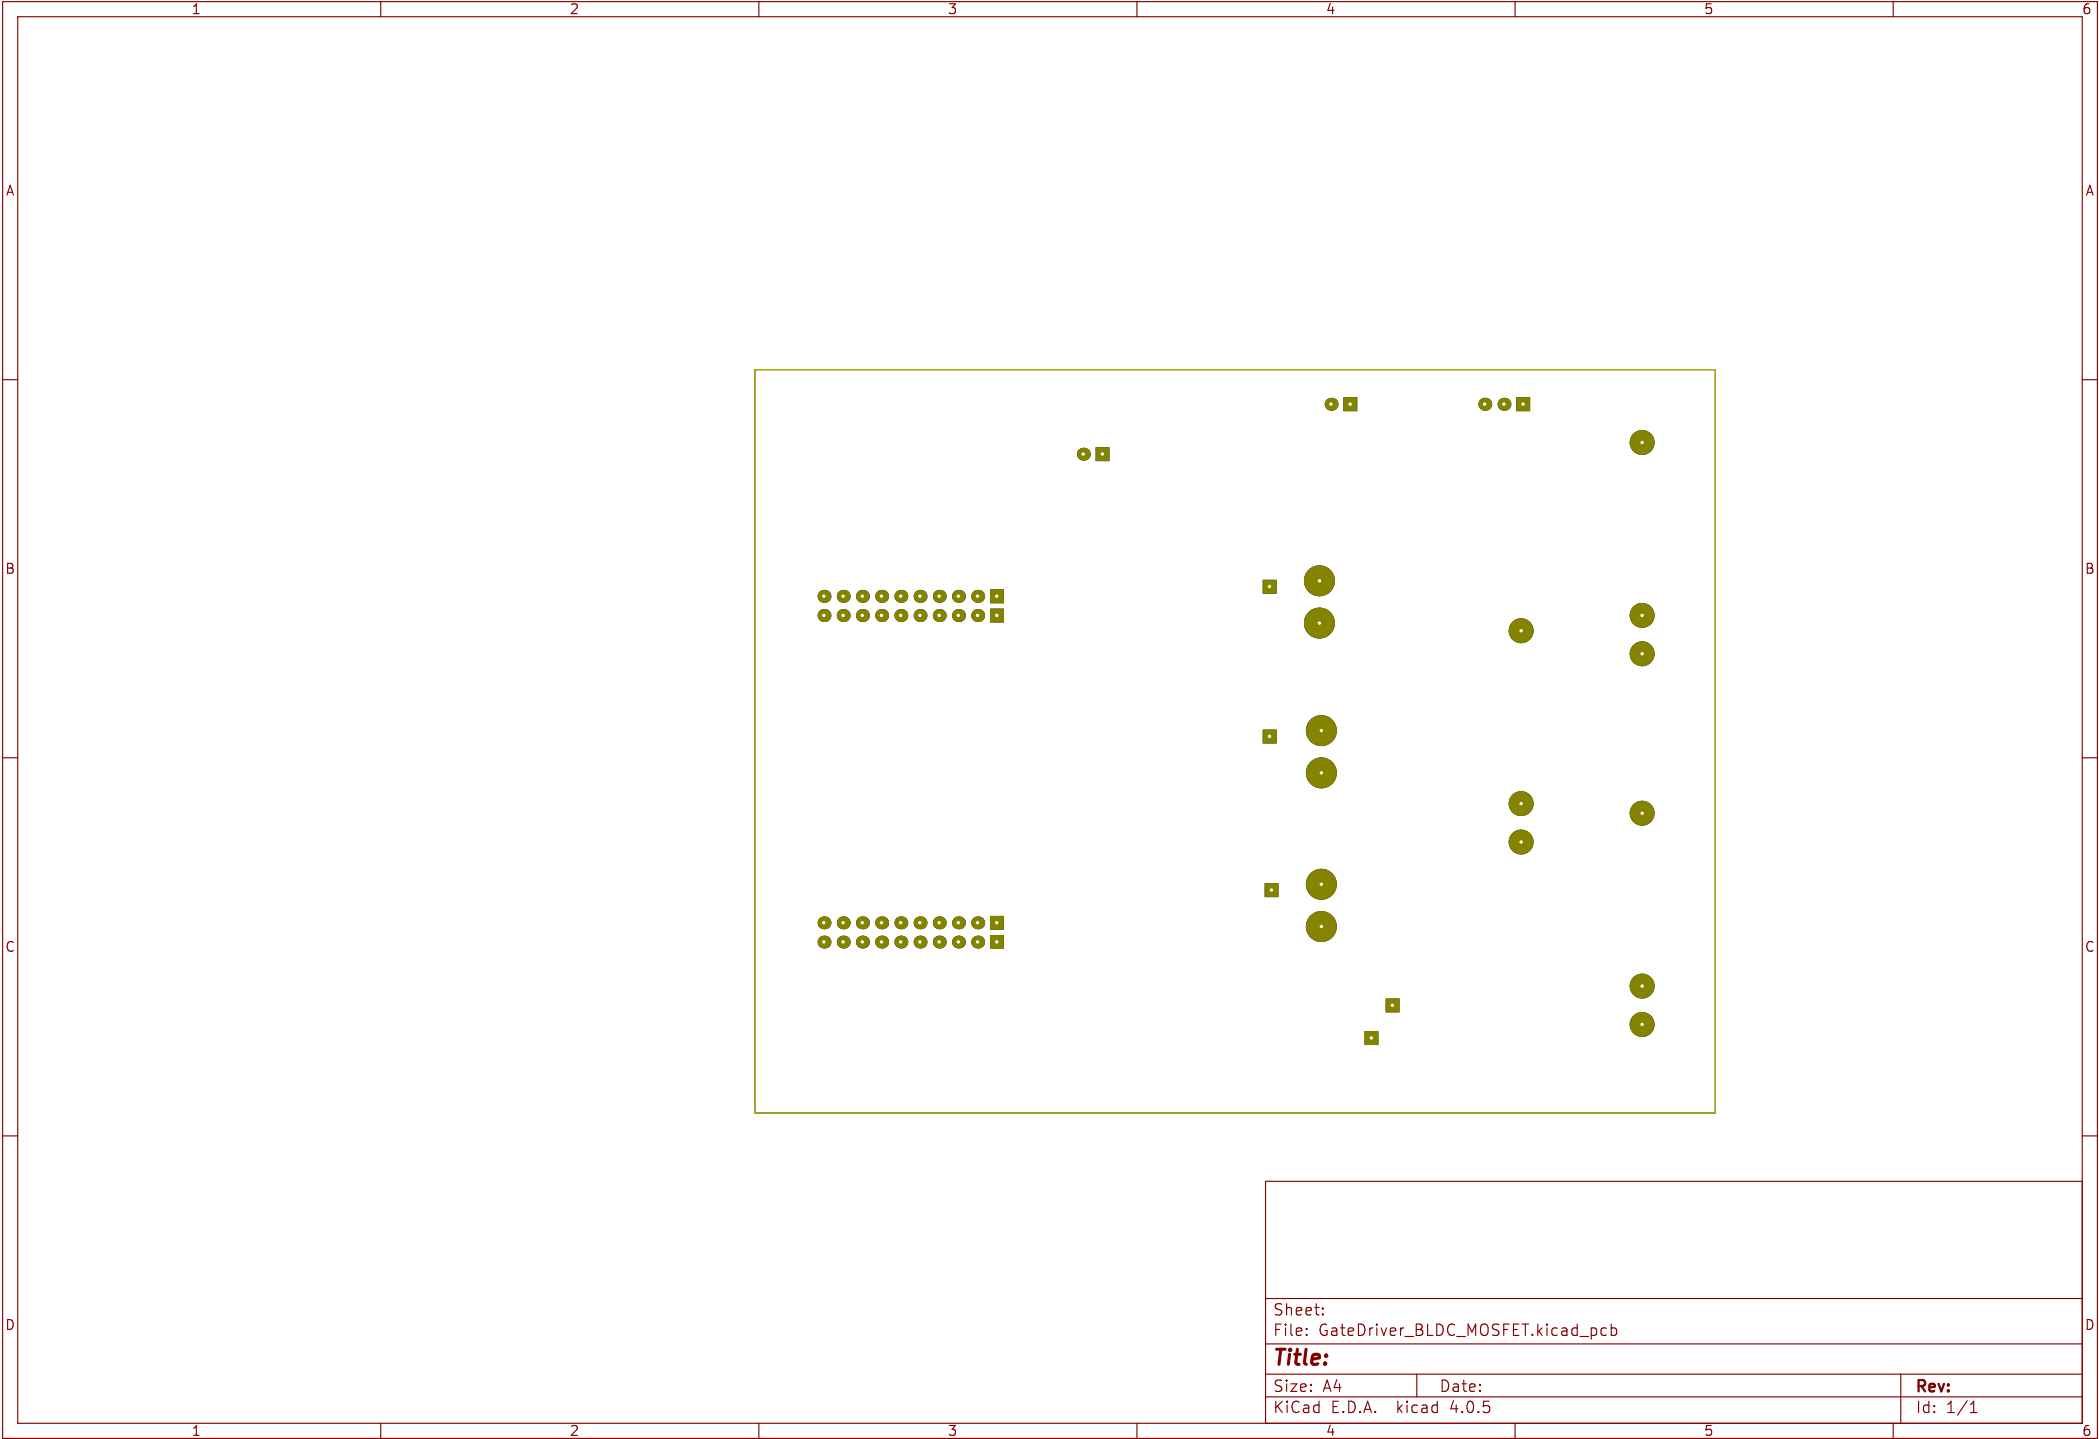 1 2 3 4 5 6
A A
B B
C C
D D
Sheet:
File: GateDriver_BLDC_MOSFET.kicad_pcb
Title:
Size: A4 Date: Rev:
KiCad E.D.A. kicad 4.0.5 Id: 1/1
1 2 3 4 5 6